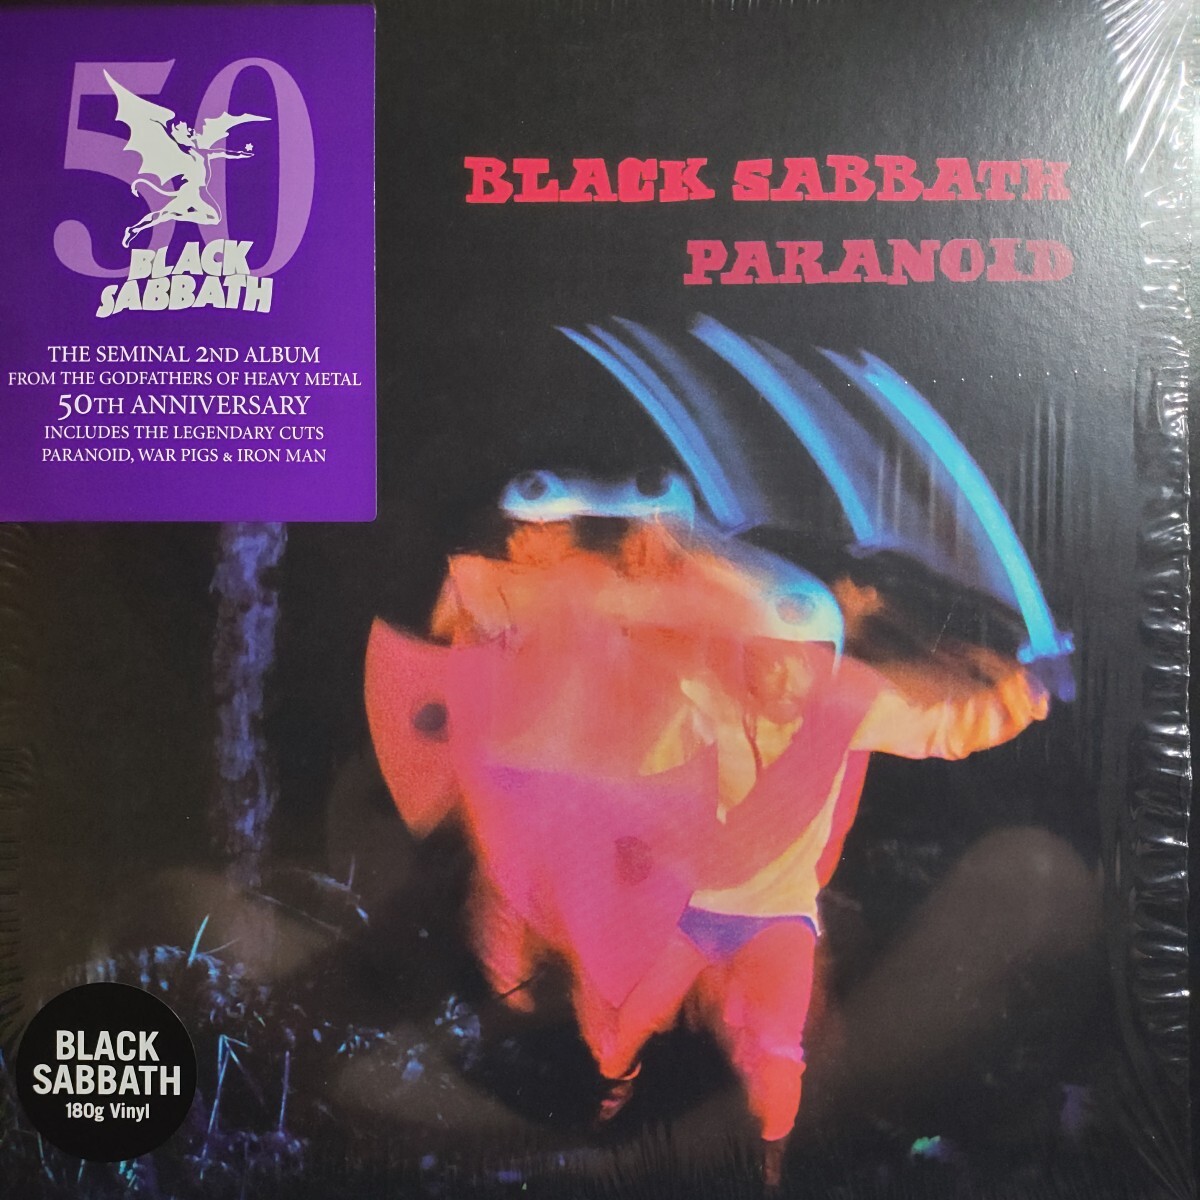 50
BLACK
SABBATH
THE SEMINAL 2ND ALBUM
FROM THE GODFATHERS OF HEAVY METAL
50TH ANNIVERSARY
INCLUDES THE LEGENDARY CUTS
PARANOID, WAR PIGS & IRON MAN
BLACK SABBATH
PARANOID
BLACK
SABBATH
180g Vinyl